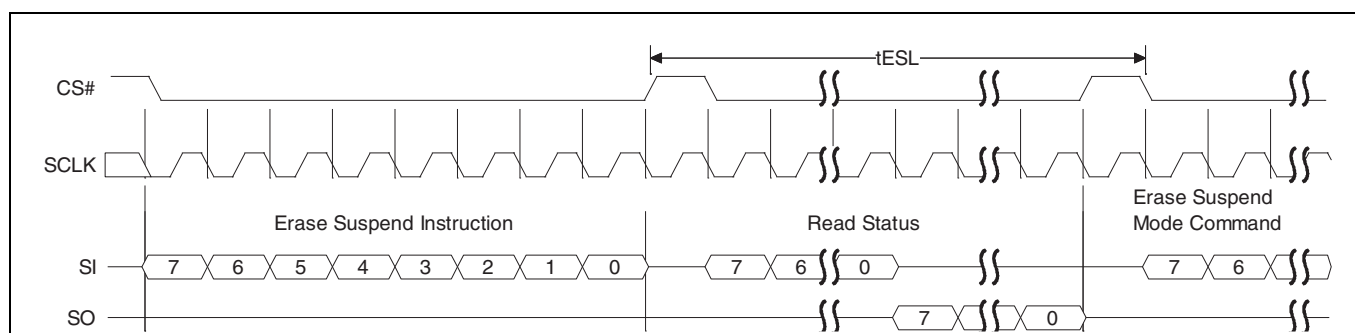 tESL
CS#
SCLK
Erase Suspend Instruction
Read Status
Erase Suspend
Mode Command
SI
7 6 5 4 3 2 1 0
7 6 0
7 6
SO
7 0